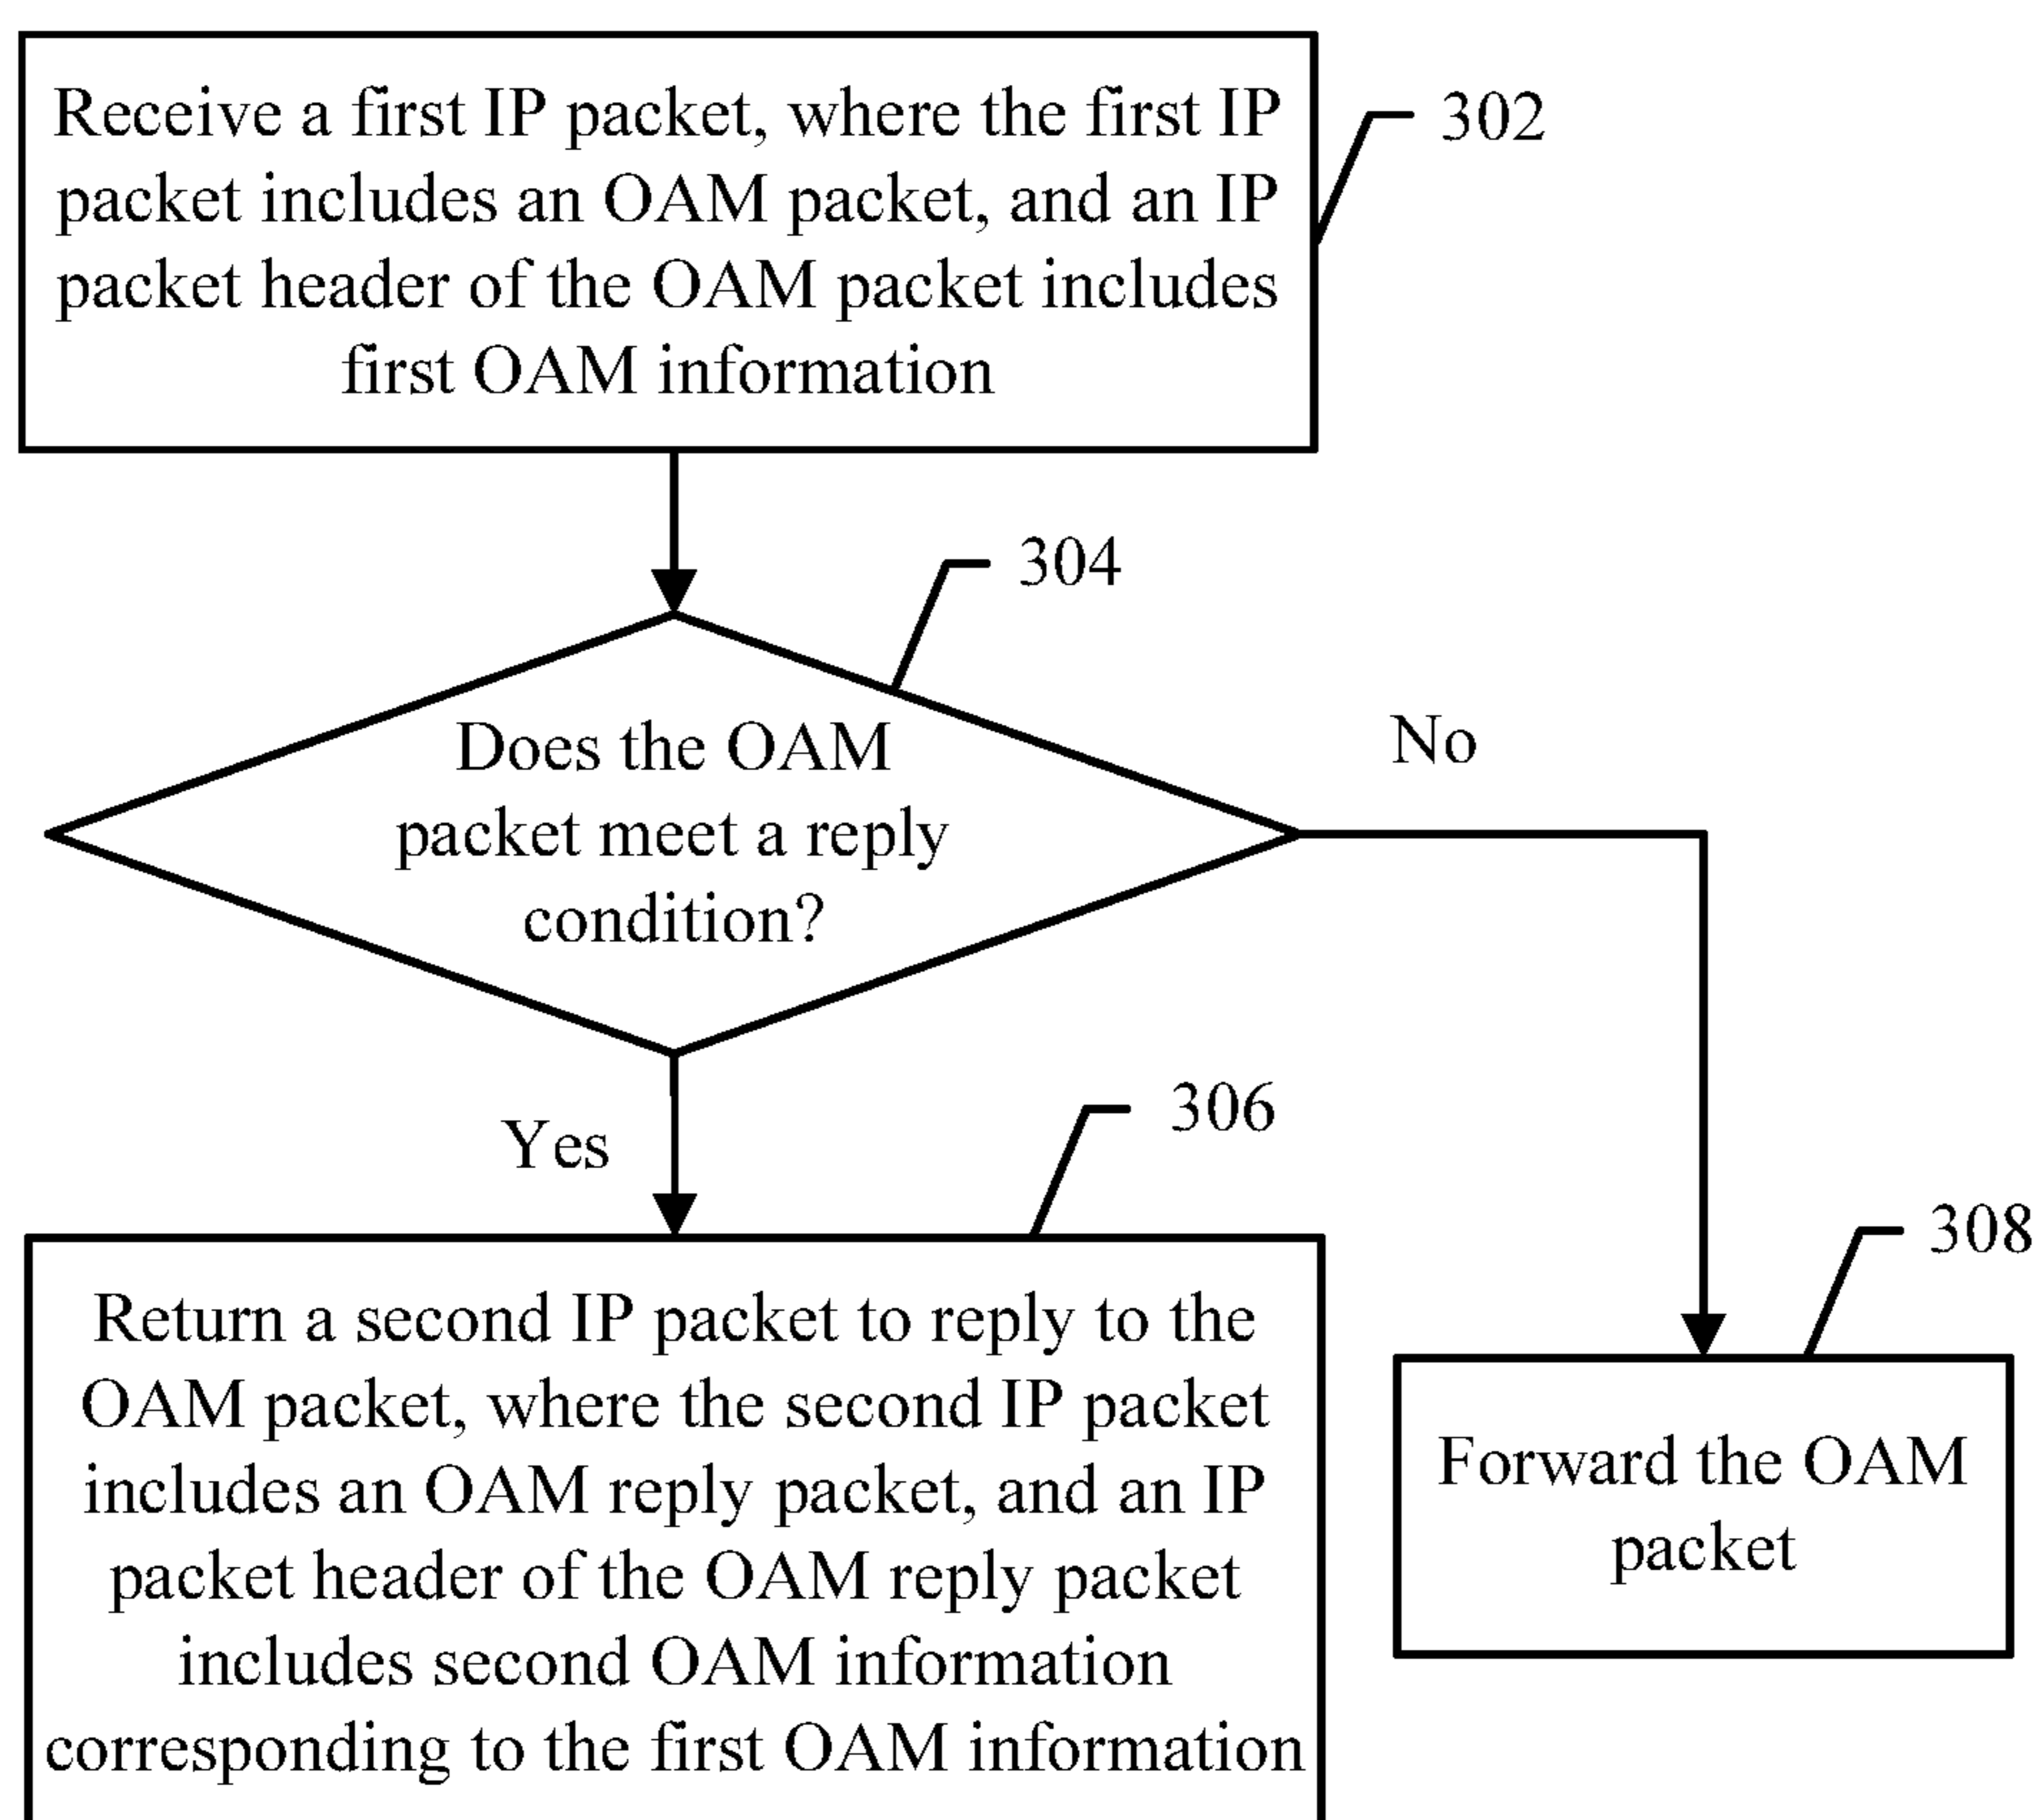 Receive a first IP packet, where the first IP
packet includes an OAM packet, and an IP
packet header of the OAM packet includes
first OAM information
302
304
Does the OAM
packet meet a reply
condition?
No
Yes
306
308
Return a second IP packet to reply to the
OAM packet, where the second IP packet
includes an OAM reply packet, and an IP
packet header of the OAM reply packet
includes second OAM information
corresponding to the first OAM information
Forward the OAM
packet